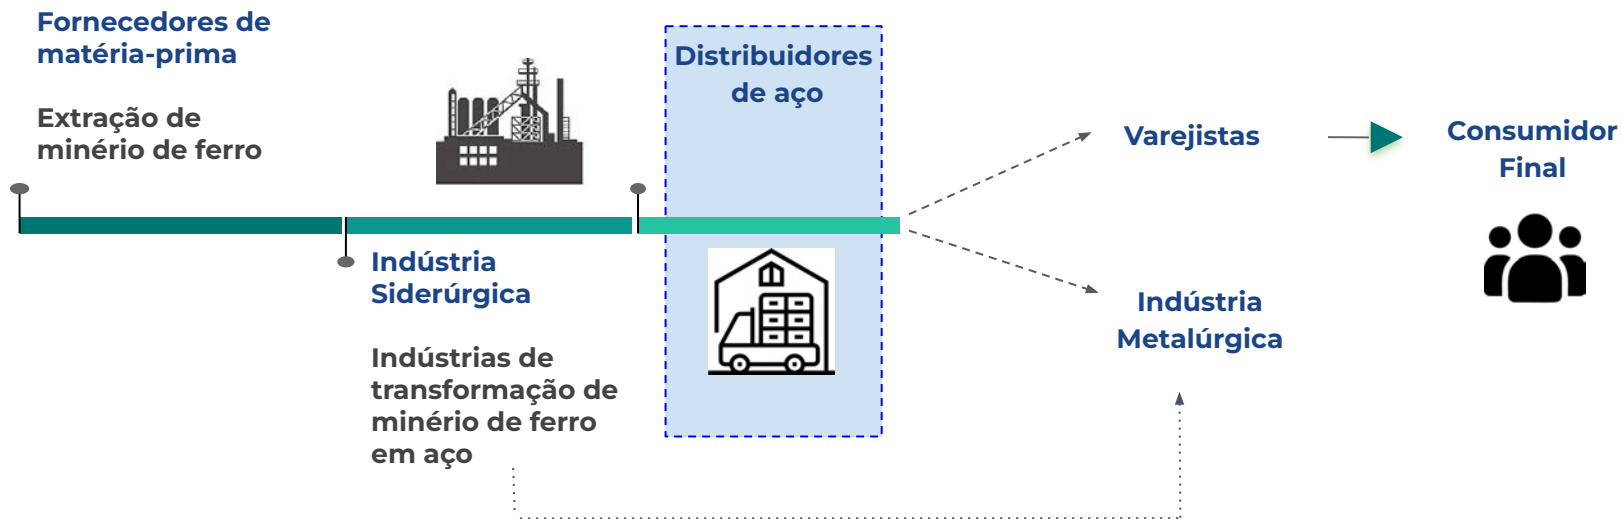 Fornecedores de
matéria-prima
Extração de
minério de ferro
Indústria
Siderúrgica
Indústrias de
transformação de
minério de ferro
em aço
Distribuidores
de aço
Varejistas
Indústria
Metalúrgica
Consumidor
Final